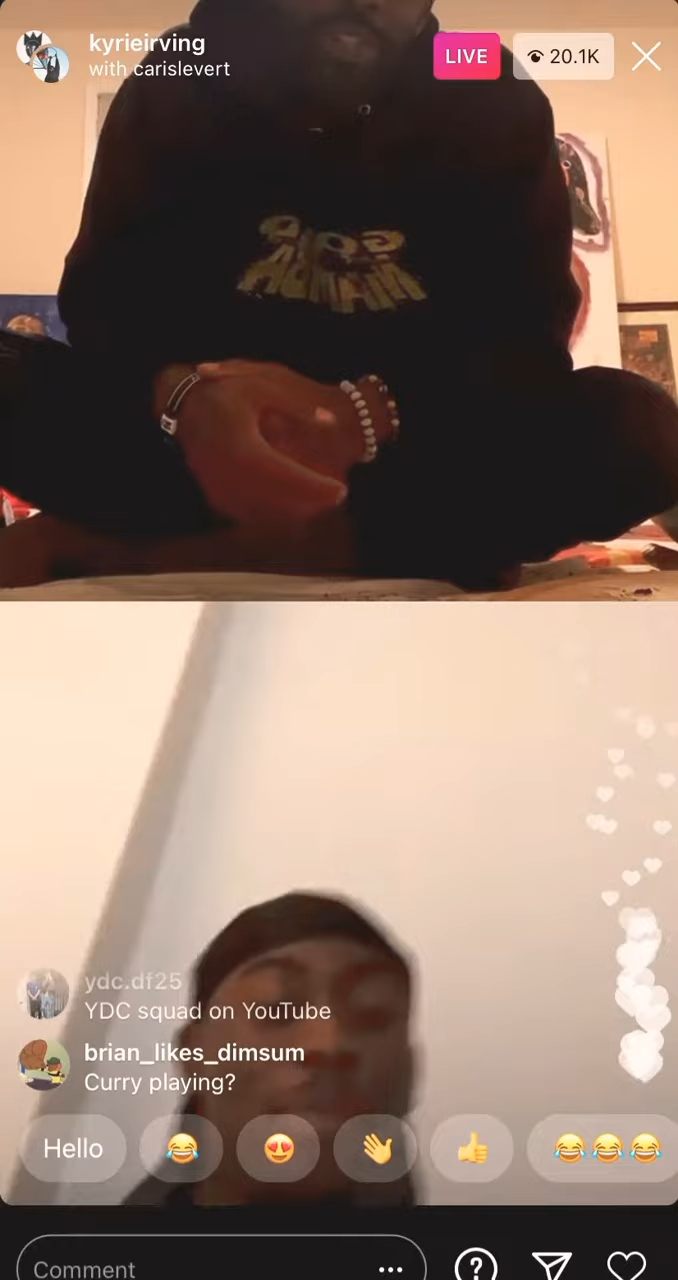 kyrieirving
with carislevert
LIVE
20.1K
ydc.df25
YDC squad on YouTube
brian_likes_dimsum
Curry playing?
Hello
Comment